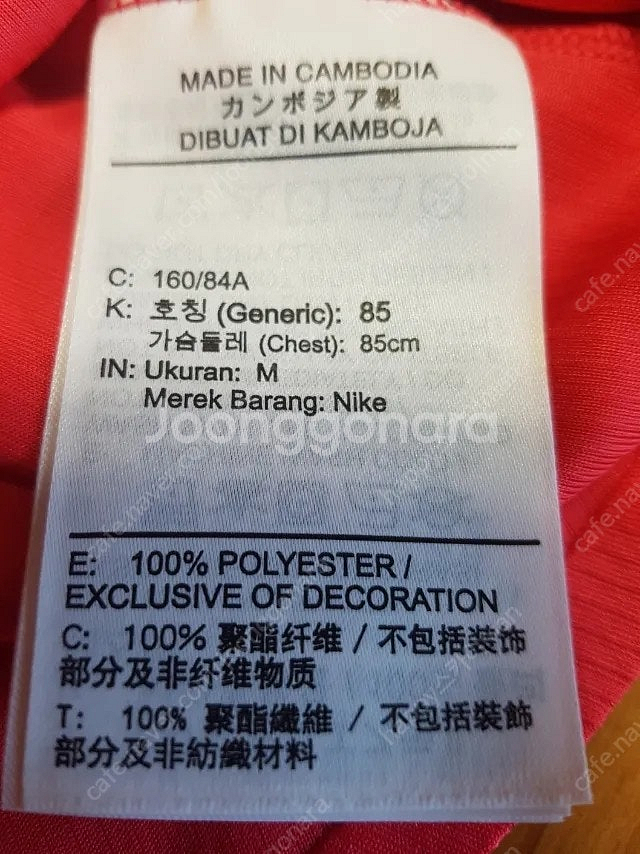 MADE IN CAMBODIA
カンボジア製
DIBUAT DI KAMBOJA
C: 160/84A
K: 호칭 (Generic): 85
가슴둘레 (Chest): 85cm
IN: Ukuran: M
Merek Barang: Nike
Joonggonara
E: 100% POLYESTER /
EXCLUSIVE OF DECORATION
C: 100% 聚酯纤维 / 不包括装饰
部分及非纤维物质
T: 100% 聚酯纖維 / 不包括裝飾
部分及非紡織材料